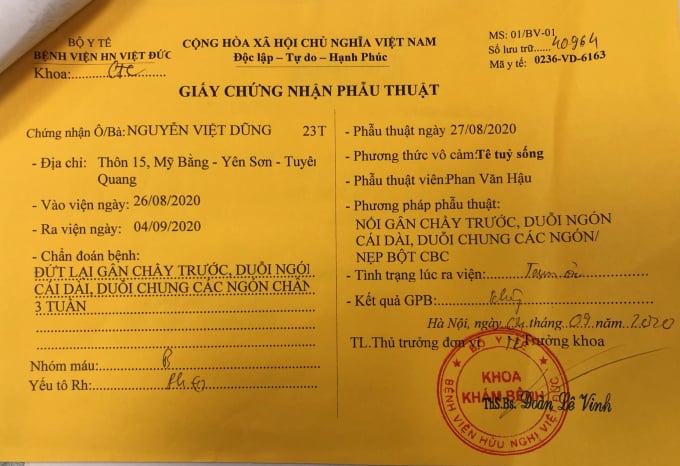 BỘ Y TẾ
BỆNH VIỆN HN VIỆT ĐỨC
Khoa:
CỘNG HÒA XÃ HỘI CHỦ NGHĨA VIỆT NAM
Độc lập – Tự do – Hạnh Phúc
MS: 01/BV-01
Số lưu trữ 40964
Mã y tế: 0236-VD-6163
GIẤY CHỨNG NHẬN PHẪU THUẬT
Chứng nhận Ô/Bà: NGUYỄN VIỆT DŨNG 23T
- Địa chỉ: Thôn 15, Mỹ Bằng - Yên Sơn - Tuyên
Quang
- Vào viện ngày: 26/08/2020
- Ra viện ngày: 04/09/2020
- Chẩn đoán bệnh:
ĐỨT LẠI GÂN CHÀY TRƯỚC, DUỖI NGÓI
CÁI DÀI, DUỖI CHUNG CÁC NGÓN CHÂN
3 TUẦN
Nhóm máu: B
Yếu tô Rh:
- Phẫu thuật ngày 27/08/2020
- Phương thức vô cảm: Tê tuỷ sống
- Phẫu thuật viên: Phan Văn Hậu
- Phương pháp phẫu thuật:
NỐI GÂN CHÀY TRƯỚC, DUỖI NGÓN
CÁI DÀI, DUỖI CHUNG CÁC NGÓN/
NẸP BỘT CBC
- Tình trạng lúc ra viện:
- Kết quả GPB:
Hà Nội, ngày 04 tháng 09 năm 2020
TL.Thủ trưởng đơn vị Trưởng khoa
BỘ Y TẾ
KHOA
KHÁM BỆNH
BỆNH VIỆN HỮU NGHỊ VIỆT ĐỨC
ThS.Bs. Đoàn Lê Vinh